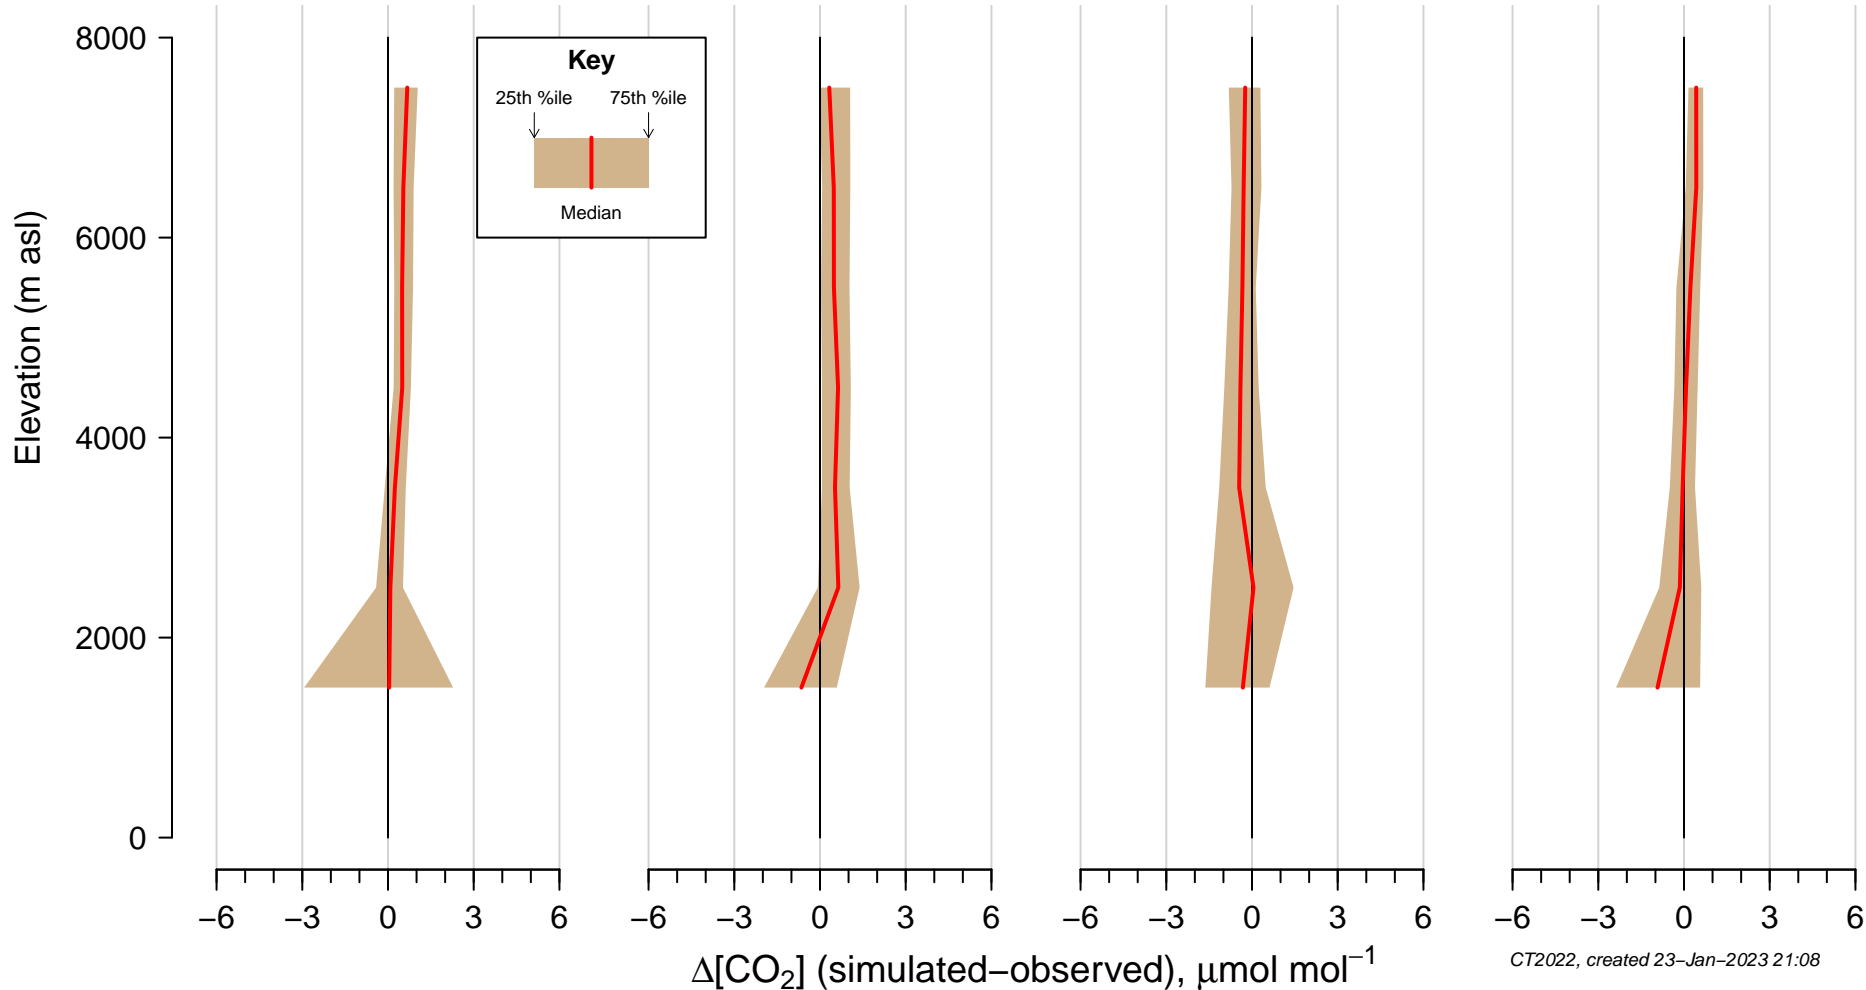 8000
6000
4000
2000
0
Elevation (m asl)
Key
25th %ile 75th %ile
Median
−6 −3 0 3 6 −6 −3 0 3 6 −6 −3 0 3 6 −6 −3 0 3 6
Δ[CO₂] (simulated−observed), μmol mol⁻¹
CT2022, created 23−Jan−2023 21:08